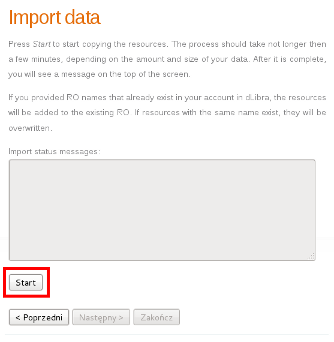 Import data
Press Start to start copying the resources. The process should take not longer then
a few minutes, depending on the amount and size of your data. After it is complete,
you will see a message on the top of the screen.
If you provided RO names that already exist in your account in dLibra, the resources
will be added to the existing RO. If resources with the same name exist, they will be
overwritten.
Import status messages:
Start
< Poprzedni Następny > Zakończ